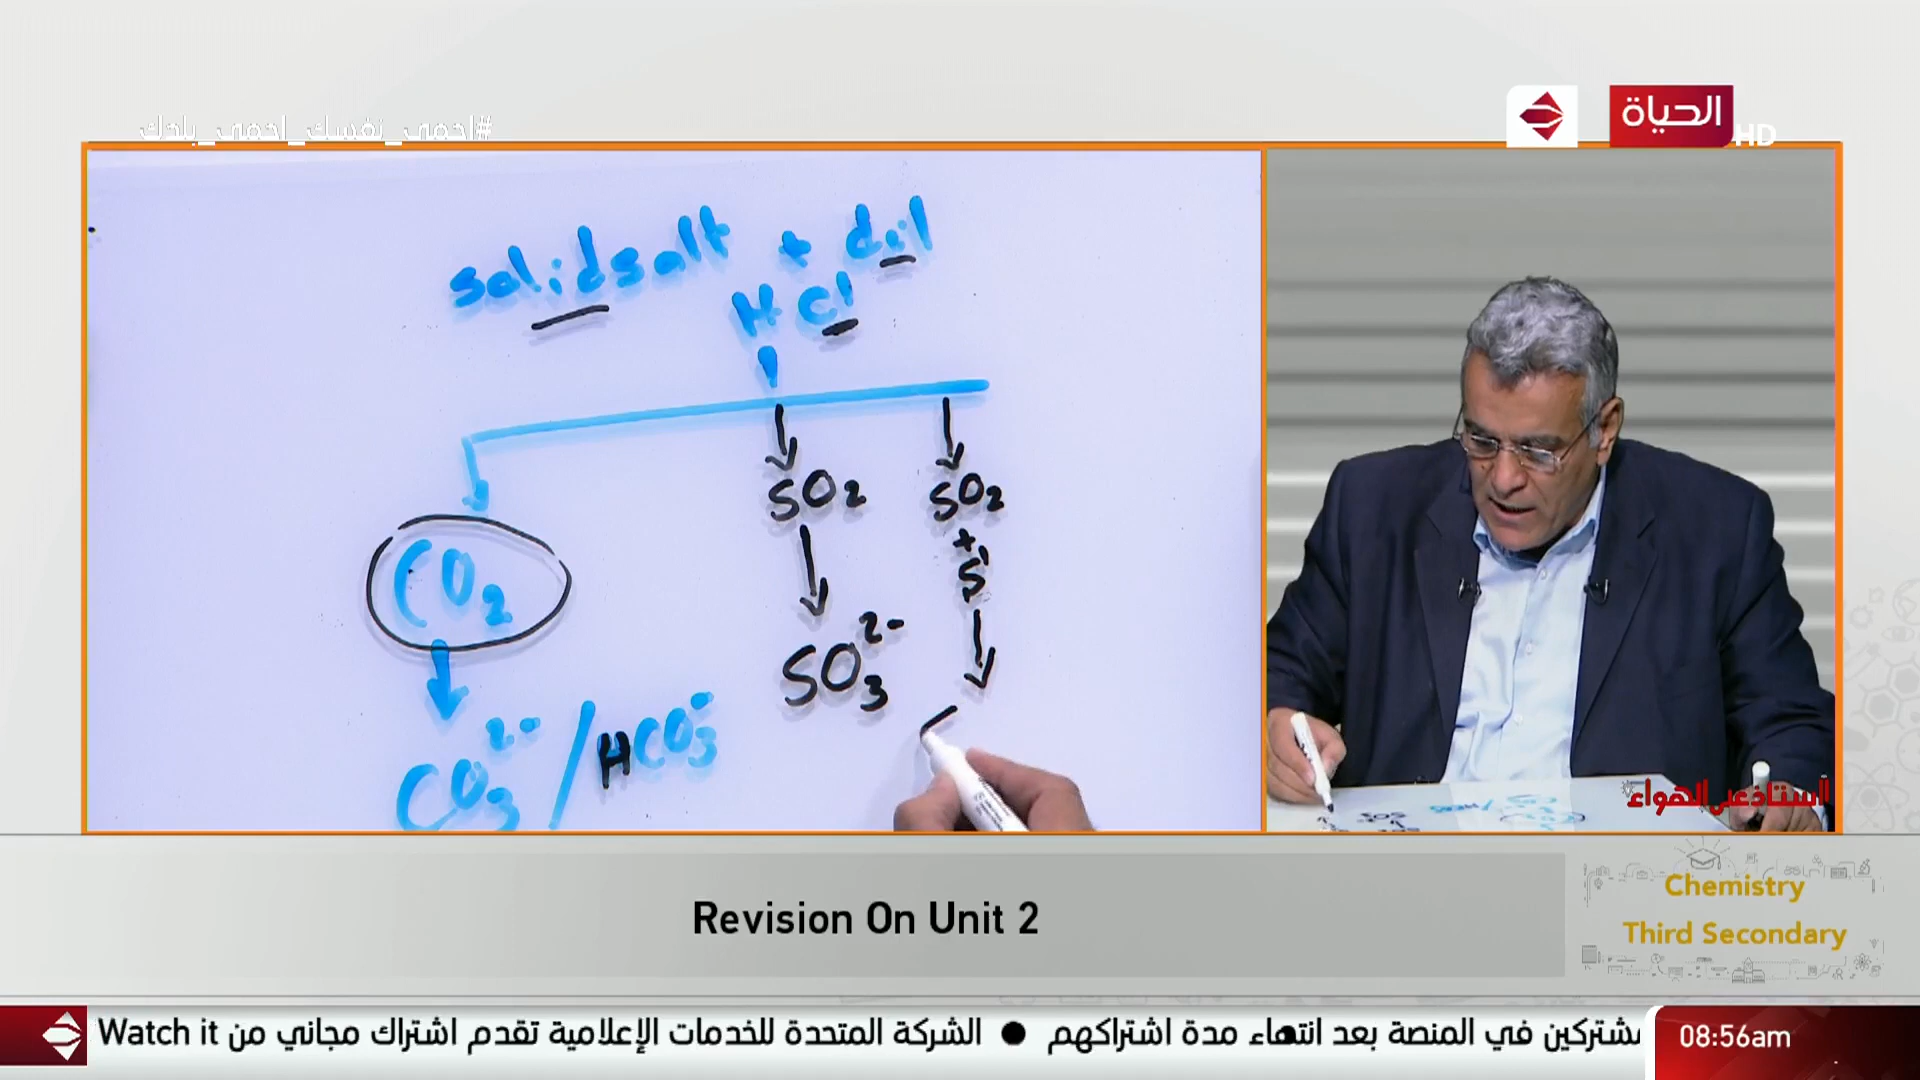 #احمي_نفسك_احمي_بلدك
الحياة
HD
solid salt + dil
HCl
SO2
SO2
+
S
CO2
SO3 2-
CO3 2- / HCO3 -
أستاذ على الهواء
Revision On Unit 2
Chemistry
Third Secondary
مشتركين في المنصة بعد انتهاء مدة اشتراكهم ● الشركة المتحدة للخدمات الإعلامية تقدم اشتراك مجاني من Watch it
08:56am